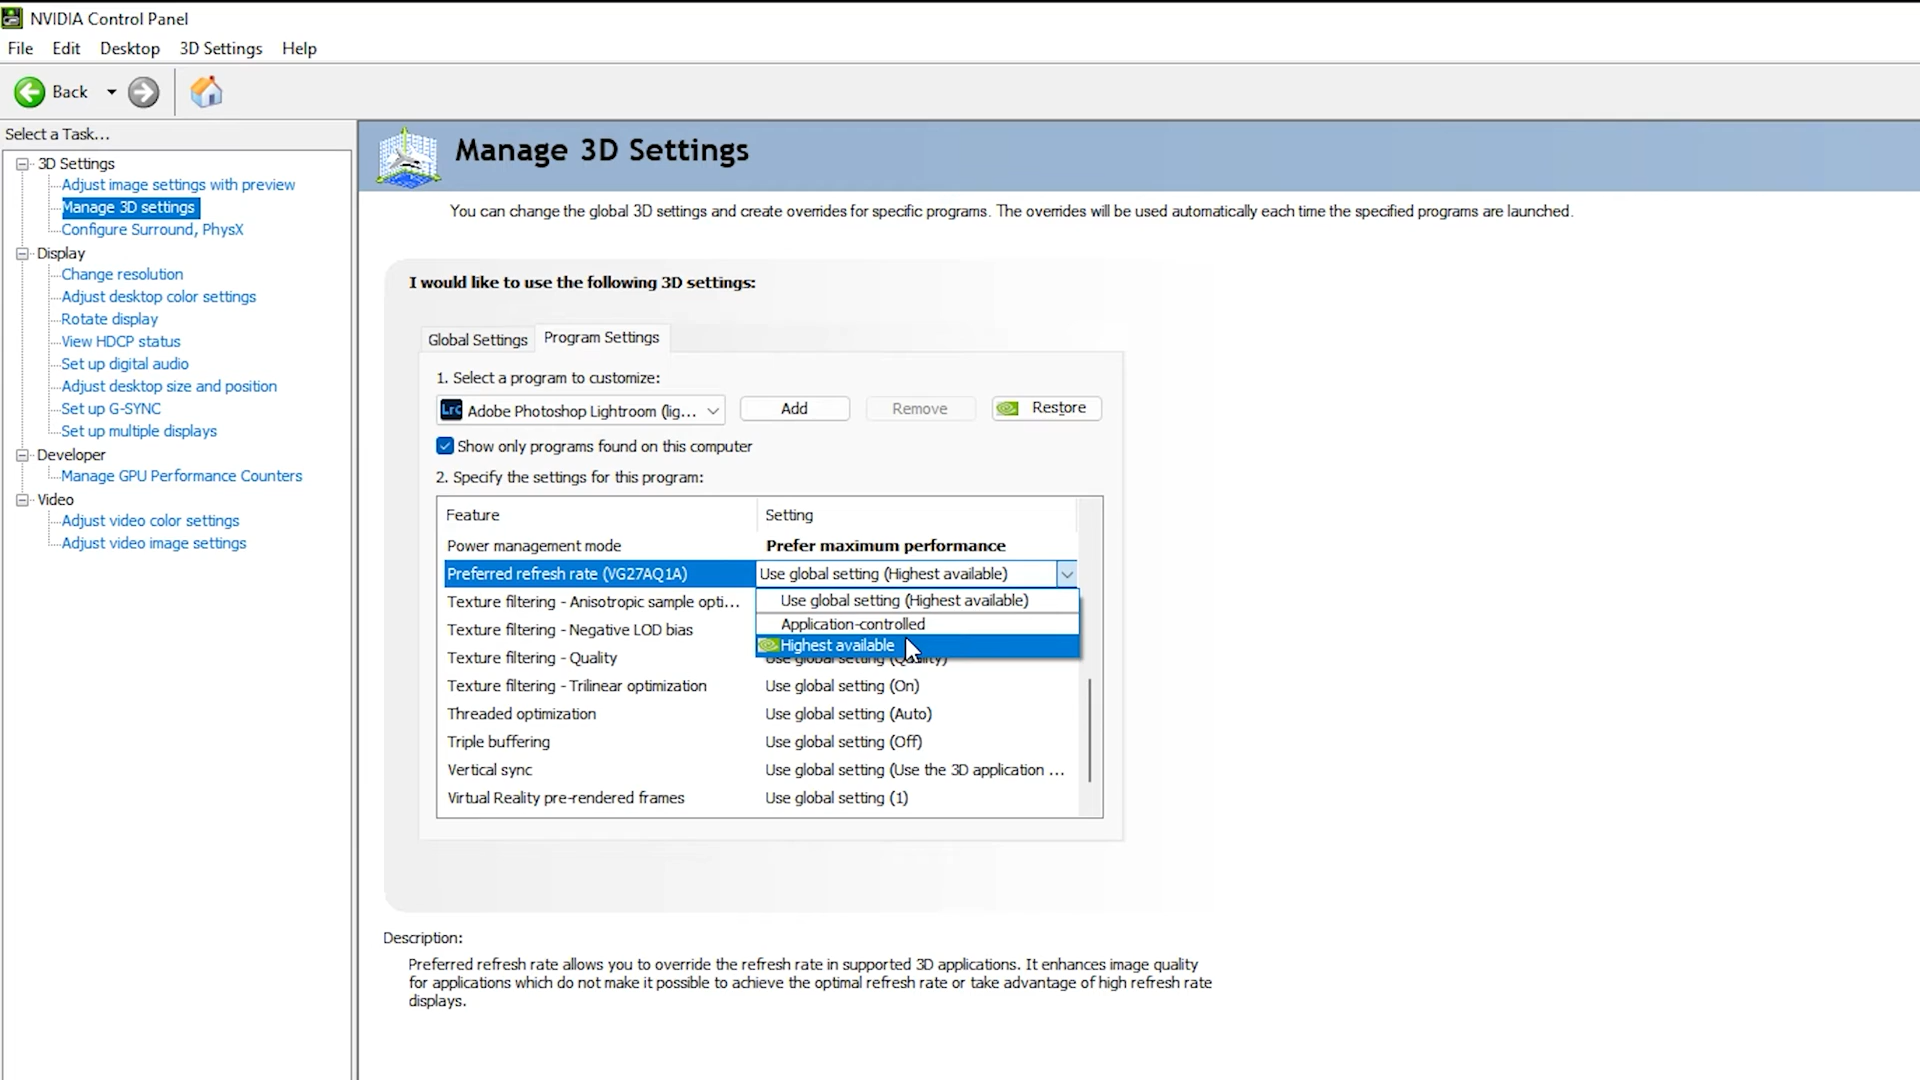 NVIDIA Control Panel
File Edit Desktop 3D Settings Help
Back
Select a Task...
3D Settings
Adjust image settings with preview
Manage 3D settings
Configure Surround, PhysX
Display
Change resolution
Adjust desktop color settings
Rotate display
View HDCP status
Set up digital audio
Adjust desktop size and position
Set up G-SYNC
Set up multiple displays
Developer
Manage GPU Performance Counters
Video
Adjust video color settings
Adjust video image settings
Manage 3D Settings
You can change the global 3D settings and create overrides for specific programs. The overrides will be used automatically each time the specified programs are launched.
I would like to use the following 3D settings:
Global Settings Program Settings
1. Select a program to customize:
Lrc Adobe Photoshop Lightroom (lig... Add Remove Restore
Show only programs found on this computer
2. Specify the settings for this program:
Feature Setting
Power management mode Prefer maximum performance
Preferred refresh rate (VG27AQ1A) Use global setting (Highest available)
Use global setting (Highest available)
Application-controlled
Highest available
Texture filtering - Anisotropic sample opti...
Texture filtering - Negative LOD bias
Texture filtering - Quality Use global setting (Quality)
Texture filtering - Trilinear optimization Use global setting (On)
Threaded optimization Use global setting (Auto)
Triple buffering Use global setting (Off)
Vertical sync Use global setting (Use the 3D application ...
Virtual Reality pre-rendered frames Use global setting (1)
Description:
Preferred refresh rate allows you to override the refresh rate in supported 3D applications. It enhances image quality
for applications which do not make it possible to achieve the optimal refresh rate or take advantage of high refresh rate
displays.